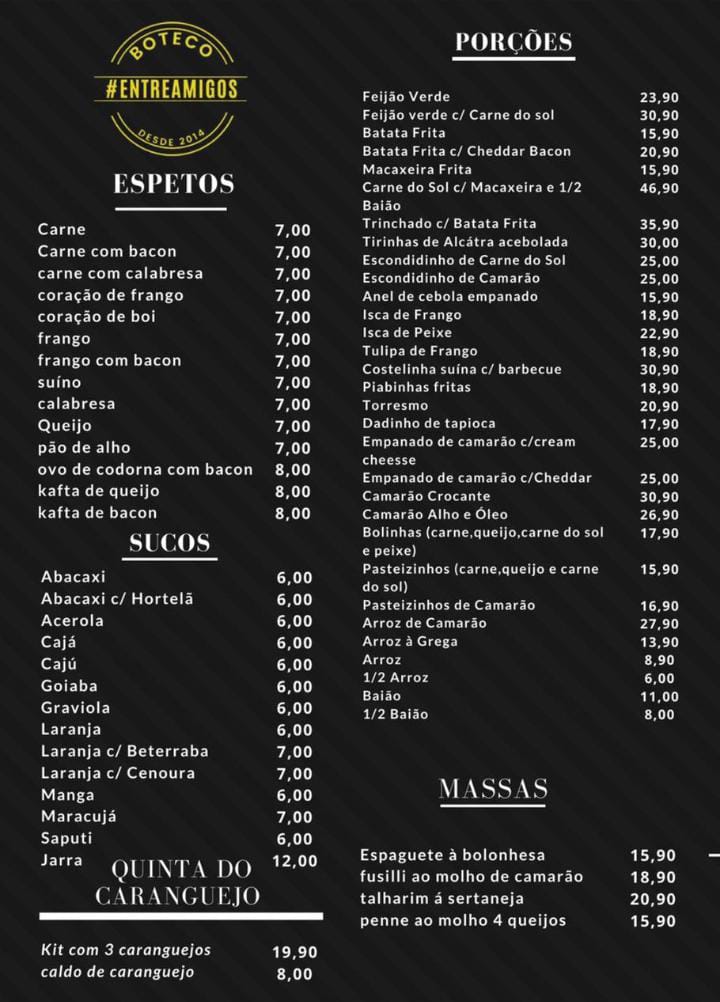 BOTECO
#ENTREAMIGOS
DESDE 2014
ESPETOS
Carne 7,00
Carne com bacon 7,00
carne com calabresa 7,00
coração de frango 7,00
coração de boi 7,00
frango 7,00
frango com bacon 7,00
suíno 7,00
calabresa 7,00
Queijo 7,00
pão de alho 7,00
ovo de codorna com bacon 8,00
kafta de queijo 8,00
kafta de bacon 8,00
SUCOS
Abacaxi 6,00
Abacaxi c/ Hortelã 6,00
Acerola 6,00
Cajá 6,00
Cajú 6,00
Goiaba 6,00
Graviola 6,00
Laranja 6,00
Laranja c/ Beterraba 7,00
Laranja c/ Cenoura 7,00
Manga 6,00
Maracujá 7,00
Saputi 6,00
Jarra 12,00
QUINTA DO
CARANGUEJO
Kit com 3 caranguejos 19,90
caldo de caranguejo 8,00
PORÇÕES
Feijão Verde 23,90
Feijão verde c/ Carne do sol 30,90
Batata Frita 15,90
Batata Frita c/ Cheddar Bacon 20,90
Macaxeira Frita 15,90
Carne do Sol c/ Macaxeira e 1/2 46,90
Baião
Trinchado c/ Batata Frita 35,90
Tirinhas de Alcátra acebolada 30,00
Escondidinho de Carne do Sol 25,00
Escondidinho de Camarão 25,00
Anel de cebola empanado 15,90
Isca de Frango 18,90
Isca de Peixe 22,90
Tulipa de Frango 18,90
Costelinha suína c/ barbecue 30,90
Piabinhas fritas 18,90
Torresmo 20,90
Dadinho de tapioca 17,90
Empanado de camarão c/cream 25,00
cheesse
Empanado de camarão c/Cheddar 25,00
Camarão Crocante 30,90
Camarão Alho e Óleo 26,90
Bolinhas (carne,queijo,carne do sol 17,90
e peixe)
Pasteizinhos (carne,queijo e carne 15,90
do sol)
Pasteizinhos de Camarão 16,90
Arroz de Camarão 27,90
Arroz à Grega 13,90
Arroz 8,90
1/2 Arroz 6,00
Baião 11,00
1/2 Baião 8,00
MASSAS
Espaguete à bolonhesa 15,90
fusilli ao molho de camarão 18,90
talharim á sertaneja 20,90
penne ao molho 4 queijos 15,90